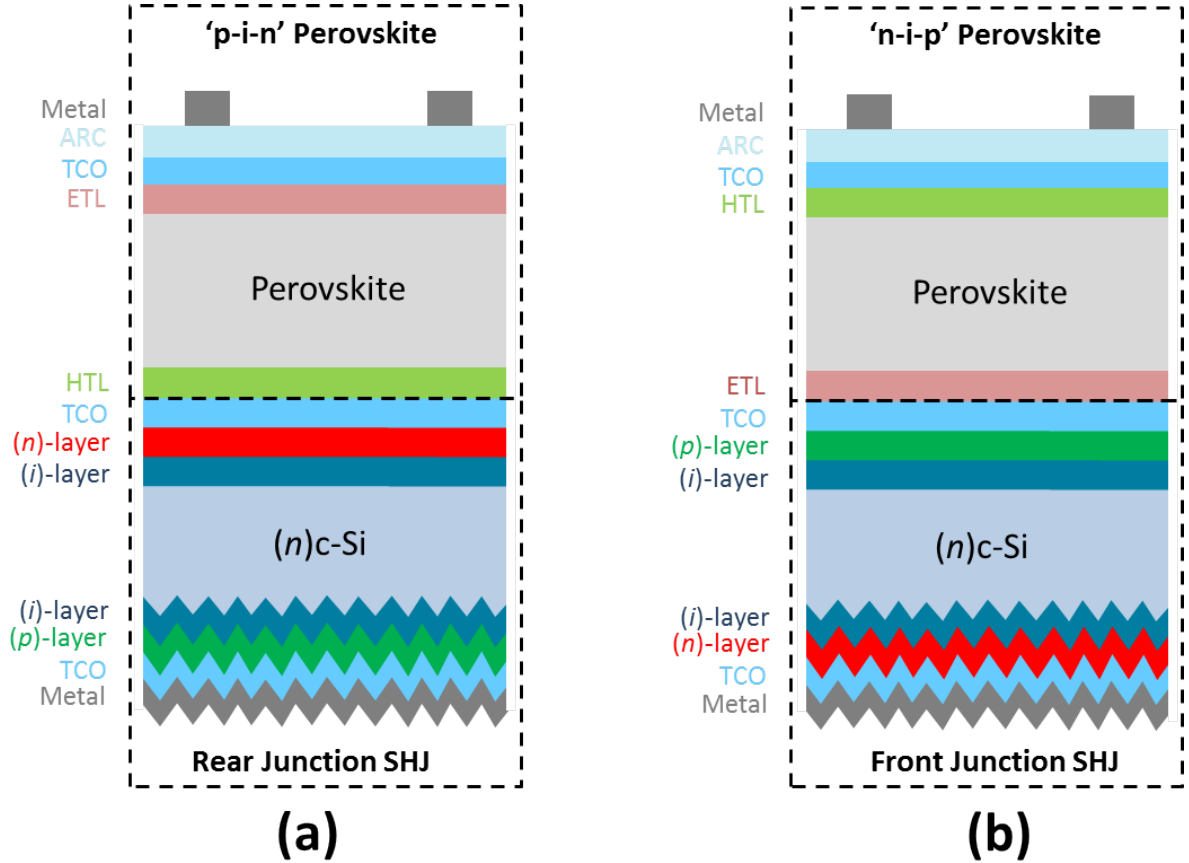 ‘p-i-n’ Perovskite
Metal
ARC
TCO
ETL
Perovskite
HTL
TCO
(n)-layer
(i)-layer
(n)c-Si
(i)-layer
(p)-layer
TCO
Metal
Rear Junction SHJ
(a)
‘n-i-p’ Perovskite
Metal
ARC
TCO
HTL
Perovskite
ETL
TCO
(p)-layer
(i)-layer
(n)c-Si
(i)-layer
(n)-layer
TCO
Metal
Front Junction SHJ
(b)